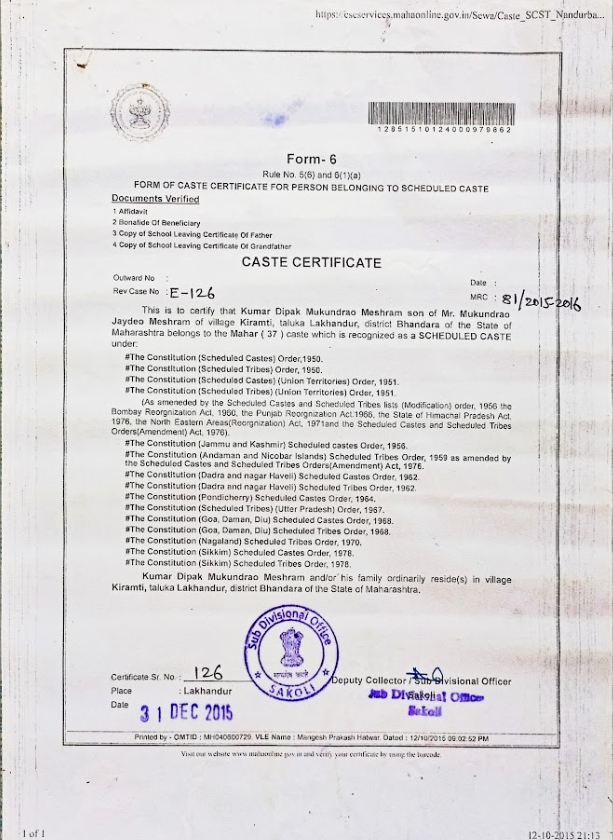 https://cscservices.mahaonline.gov.in/Sewa/Caste_SCST_Nandurba...
12851510124000979862
Form- 6
Rule No. 5(6) and 6(1)(a)
FORM OF CASTE CERTIFICATE FOR PERSON BELONGING TO SCHEDULED CASTE
Documents Verified
1 Affidavit
2 Bonafide Of Beneficiary
3 Copy of School Leaving Certificate Of Father
4 Copy of School Leaving Certificate Of Grandfather
CASTE CERTIFICATE
Outward No :
Date :
Rev Case No : E-126
MRC : 81/2015-2016
This is to certify that Kumar Dipak Mukundrao Meshram son of Mr. Mukundrao
Jaydeo Meshram of village Kiramti, taluka Lakhandur, district Bhandara of the State of
Maharashtra belongs to the Mahar ( 37 ) caste which is recognized as a SCHEDULED CASTE
under:
#The Constitution (Scheduled Castes) Order,1950.
#The Constitution (Scheduled Tribes) Order, 1950.
#The Constitution (Scheduled Castes) (Union Territories) Order, 1951.
#The Constitution (Scheduled Tribes) (Union Territories) Order, 1951.
(As ameneded by the Scheduled Castes and Scheduled Tribes lists (Modification) order, 1956 the
Bombay Reorgnization Act, 1960, the Punjab Reorgnization Act.1966, the State of Himachal Pradesh Act,
1976, the North Eastern Areas(Reorgnization) Act, 1971and the Scheduled Castes and Scheduled Tribes
Orders(Amendment) Act, 1976).
#The Constitution (Jammu and Kashmir) Scheduled castes Order, 1956.
#The Constitution (Andaman and Nicobar Islands) Scheduled Tribes Order, 1959 as amended by
the Scheduled Castes and Scheduled Tribes Orders(Amendment) Act, 1976.
#The Constitution (Dadra and nagar Haveli) Scheduled Castes Order, 1962.
#The Constitution (Dadra and nagar Haveli) Scheduled Tribes Order, 1962.
#The Constitution (Pondicherry) Scheduled Castes Order, 1964.
#The Constitution (Scheduled Tribes) (Utter Pradesh) Order, 1967.
#The Constitution (Goa, Daman, Diu) Scheduled Castes Order, 1968.
#The Constitution (Goa, Daman, Diu) Scheduled Tribes Order, 1968.
#The Constitution (Nagaland) Scheduled Tribes Order, 1970.
#The Constitution (Sikkim) Scheduled Castes Order, 1978.
#The Constitution (Sikkim) Scheduled Tribes Order, 1978.
Kumar Dipak Mukundrao Meshram and/or his family ordinarily reside(s) in village
Kiramti, taluka Lakhandur, district Bhandara of the State of Maharashtra.
Sub Divisional Office
सत्यमेव जयते
SAKOLI
Certificate Sr. No. : 126
Deputy Collector / Sub Divisional Officer
Place : Lakhandur
Sub Divisional Officer
Sakoli
Date 31 DEC 2015
Printed by - OMTID : MH040600729. VLE Name : Mangesh Prakash Hatwar. Dated : 12/10/2015 09:02:52 PM
Visit our website www.mahaonline.gov.in and verify your certificate by using the barcode.
1 of 1
12-10-2015 21:13